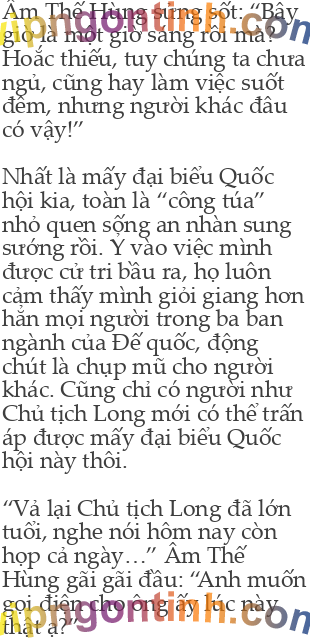 Âm Thế Hùng sửng sốt: “Bây
giờ là một giờ sáng rồi mà?
Hoắc thiếu, tuy chúng ta chưa
ngủ, cũng hay làm việc suốt
đêm, nhưng người khác đâu
có vậy!”
Nhất là mấy đại biểu Quốc
hội kia, toàn là “công túa”
nhỏ quen sống an nhàn sung
sướng rồi. Ỷ vào việc mình
được cử tri bầu ra, họ luôn
cảm thấy mình giỏi giang hơn
hẳn mọi người trong ba ban
ngành của Đế quốc, động
chút là chụp mũ cho người
khác. Cũng chỉ có người như
Chủ tịch Long mới có thể trấn
áp được mấy đại biểu Quốc
hội này thôi.
“Vả lại Chủ tịch Long đã lớn
tuổi, nghe nói hôm nay còn
họp cả ngày...” Âm Thế
Hùng gãi gãi đầu: “Anh muốn
gọi điện cho ông ấy lúc này
thật ạ?”